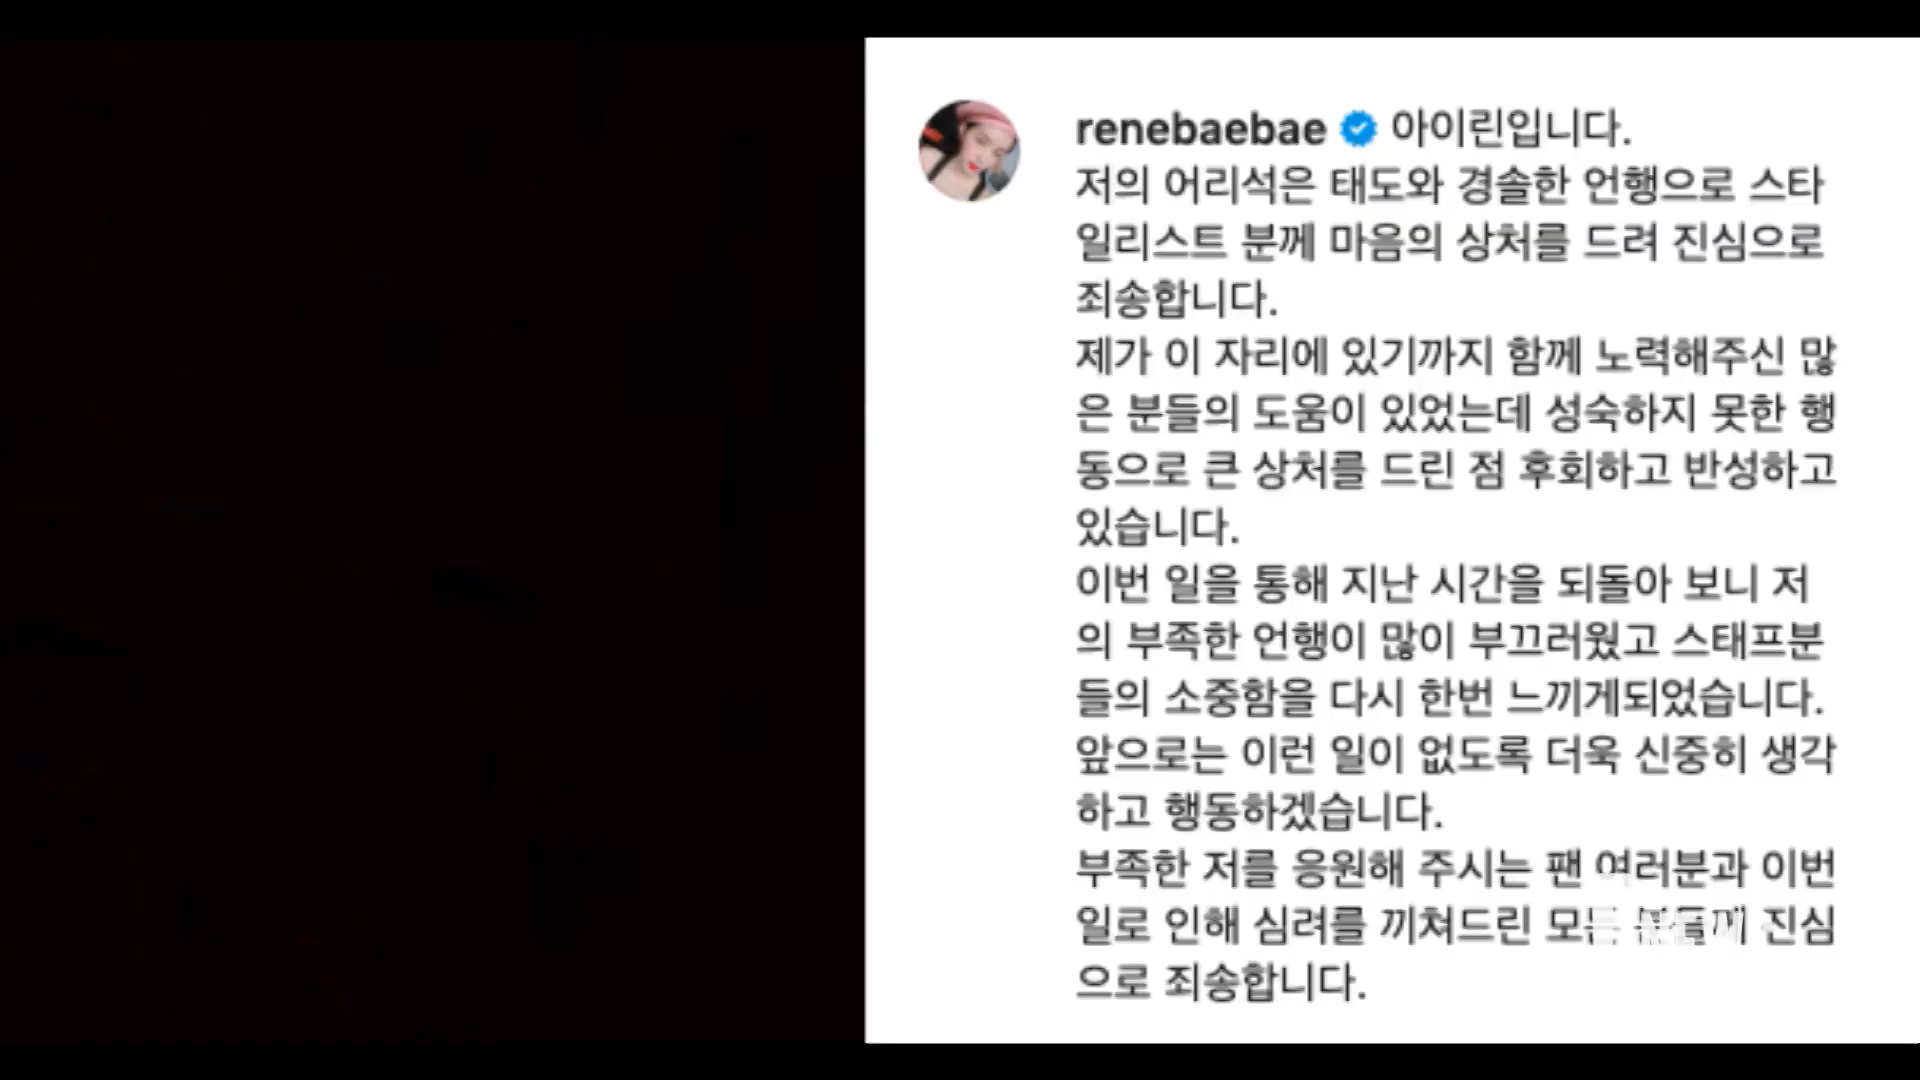 renebaebae 아이린입니다.
저의 어리석은 태도와 경솔한 언행으로 스타
일리스트 분께 마음의 상처를 드려 진심으로
죄송합니다.
제가 이 자리에 있기까지 함께 노력해주신 많
은 분들의 도움이 있었는데 성숙하지 못한 행
동으로 큰 상처를 드린 점 후회하고 반성하고
있습니다.
이번 일을 통해 지난 시간을 되돌아 보니 저
의 부족한 언행이 많이 부끄러웠고 스태프분
들의 소중함을 다시 한번 느끼게되었습니다.
앞으로는 이런 일이 없도록 더욱 신중히 생각
하고 행동하겠습니다.
부족한 저를 응원해 주시는 팬 여러분과 이번
일로 인해 심려를 끼쳐드린 모든 분들께 진심
으로 죄송합니다.